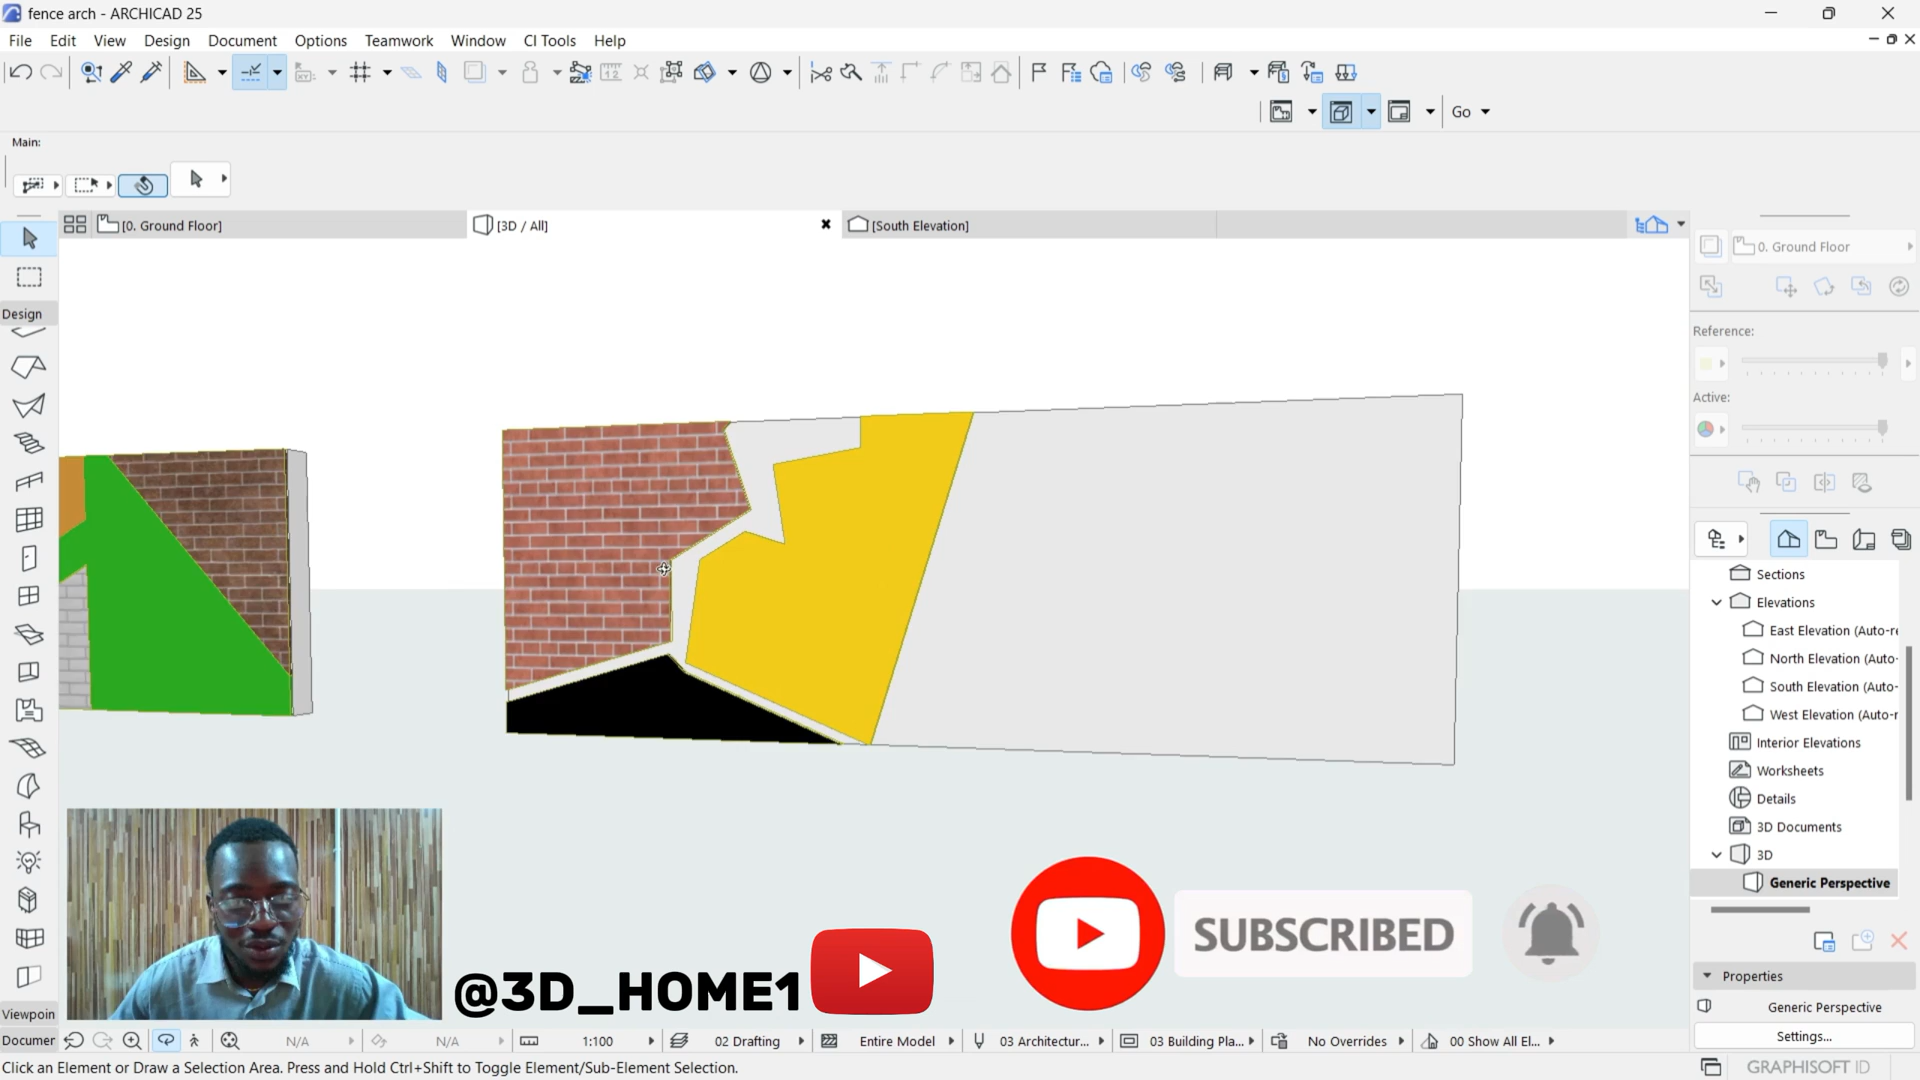 fence arch - ARCHICAD 25
File Edit View Design Document Options Teamwork Window CI Tools Help
Go
Main:
[0. Ground Floor]
[3D / All]
[South Elevation]
0. Ground Floor
Design
Reference:
Active:
Sections
Elevations
East Elevation (Auto-re
North Elevation (Auto-
South Elevation (Auto-
West Elevation (Auto-r
Interior Elevations
Worksheets
Details
3D Documents
3D
Generic Perspective
SUBSCRIBED
@3D_HOME1
Properties
Generic Perspective
Settings...
Viewpoin
Documer
N/A
N/A
1:100
02 Drafting
Entire Model
03 Architectur...
03 Building Pla...
No Overrides
00 Show All El...
Click an Element or Draw a Selection Area. Press and Hold Ctrl+Shift to Toggle Element/Sub-Element Selection.
GRAPHISOFT ID